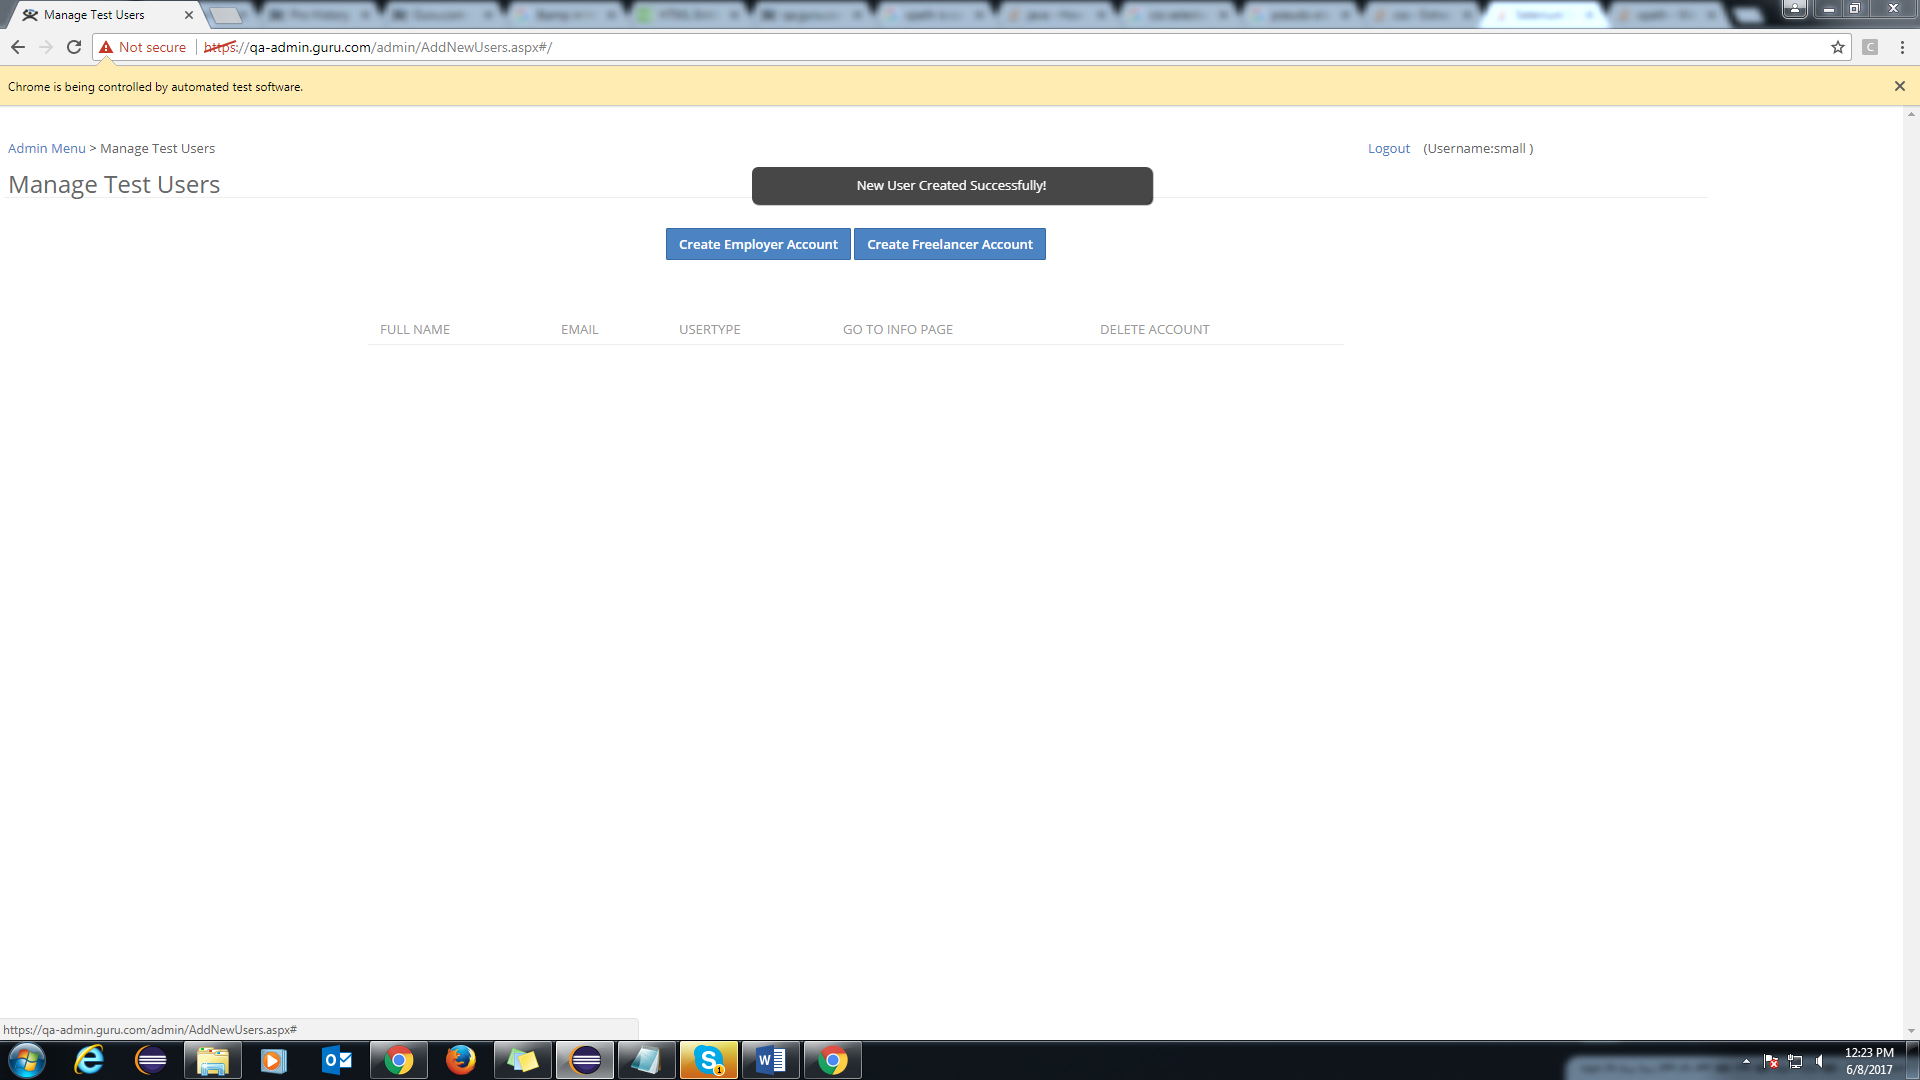 Manage Test Users
Not secure https://qa-admin.guru.com/admin/AddNewUsers.aspx#/
C
Chrome is being controlled by automated test software.
Admin Menu > Manage Test Users
Logout (Username:small )
Manage Test Users
New User Created Successfully!
Create Employer Account Create Freelancer Account
FULL NAME EMAIL USERTYPE GO TO INFO PAGE DELETE ACCOUNT
https://qa-admin.guru.com/admin/AddNewUsers.aspx#
12:23 PM
6/8/2017